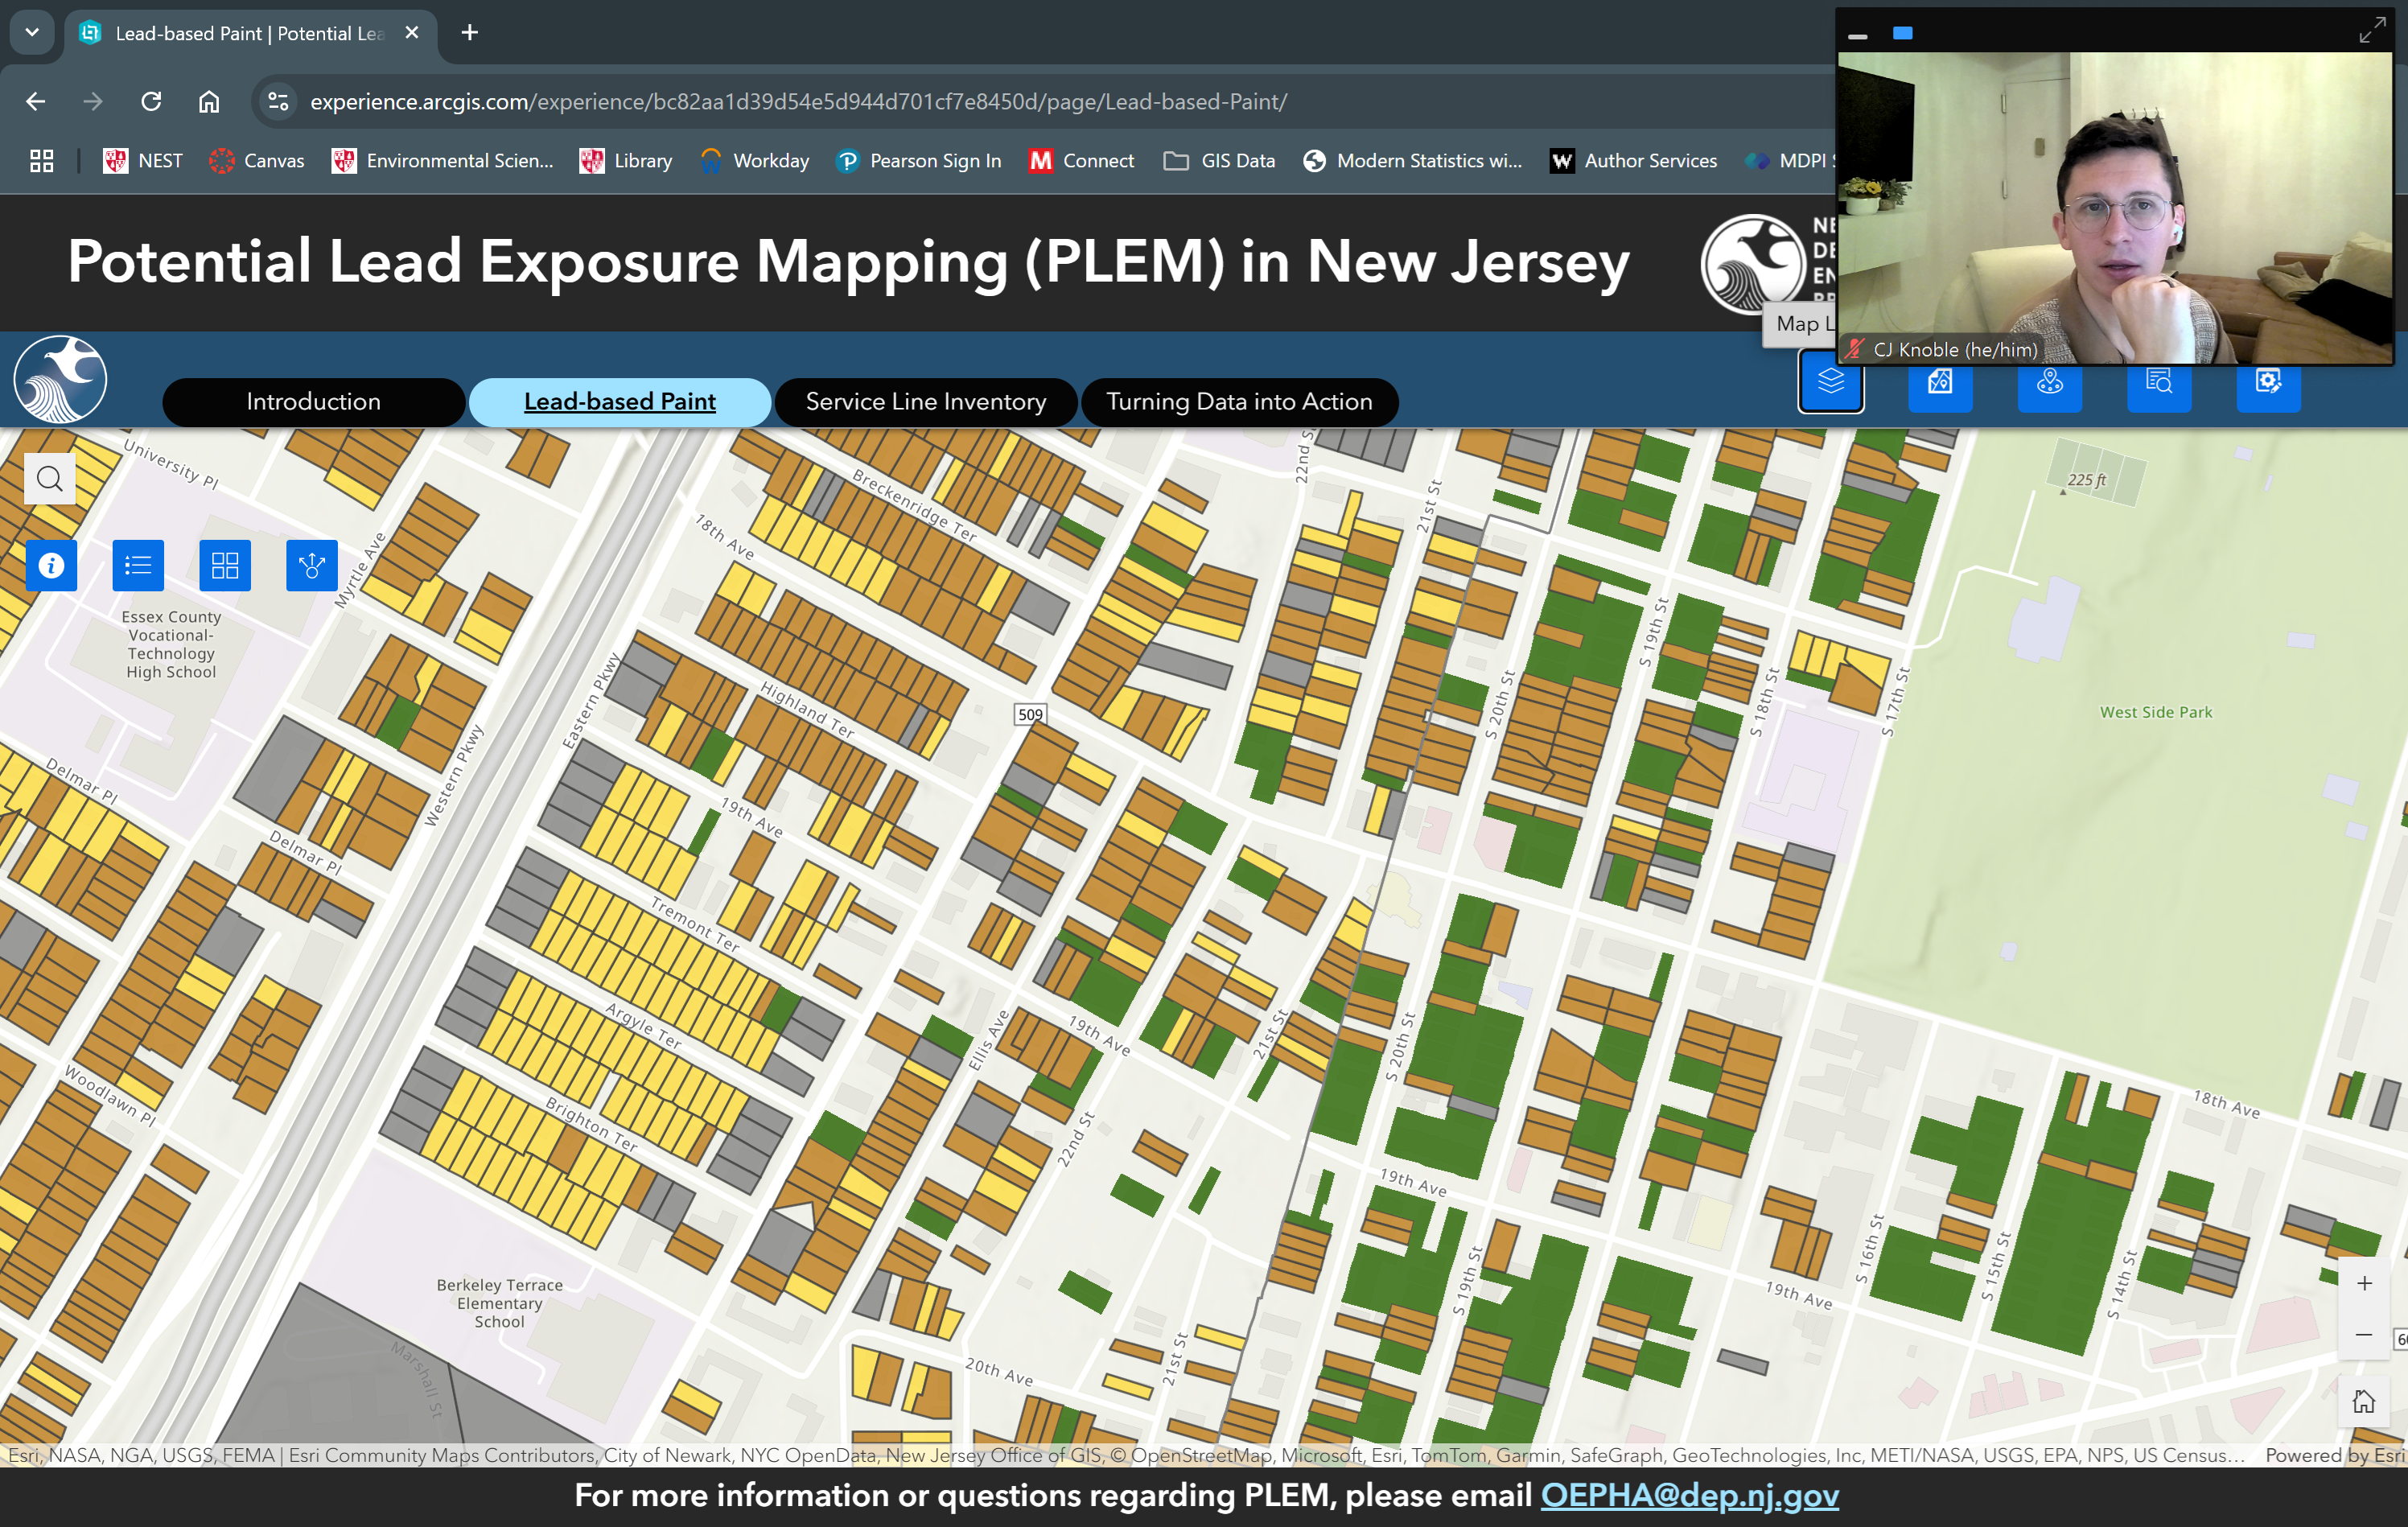 Lead-based Paint | Potential Lea
experience.arcgis.com/experience/bc82aa1d39d54e5d944d701cf7e8450d/page/Lead-based-Paint/
NEST
Canvas
Environmental Scien...
Library
Workday
Pearson Sign In
Connect
GIS Data
Modern Statistics wi...
Author Services
MDPI S
Potential Lead Exposure Mapping (PLEM) in New Jersey
NE
DE
EN
Map L
CJ Knoble (he/him)
Introduction
Lead-based Paint
Service Line Inventory
Turning Data into Action
University Pl
Myrtle Ave
Essex County
Vocational-
Technology
High School
Breckenridge Ter
18th Ave
22nd S
21st St
225 ft
Eastern Pkwy
Highland Ter
509
S 20th St
S 19th St
S 18th St
S 17th St
West Side Park
Delmar Pl
Western Pkwy
Delmar Pl
19th Ave
Tremont Ter
Argyle Ter
Ellis Ave
19th Ave
21st St
S 20th St
Woodlawn Pl
Brighton Ter
22nd St
18th Ave
19th Ave
S 19th St
S 16th St
S 15th St
S 14th St
19th Ave
Berkeley Terrace
Elementary
School
Marshall St
20th Ave
21st St
60
Esri, NASA, NGA, USGS, FEMA | Esri Community Maps Contributors, City of Newark, NYC OpenData, New Jersey Office of GIS, © OpenStreetMap, Microsoft, Esri, TomTom, Garmin, SafeGraph, GeoTechnologies, Inc, METI/NASA, USGS, EPA, NPS, US Census...
Powered by Esri
For more information or questions regarding PLEM, please email OEPHA@dep.nj.gov